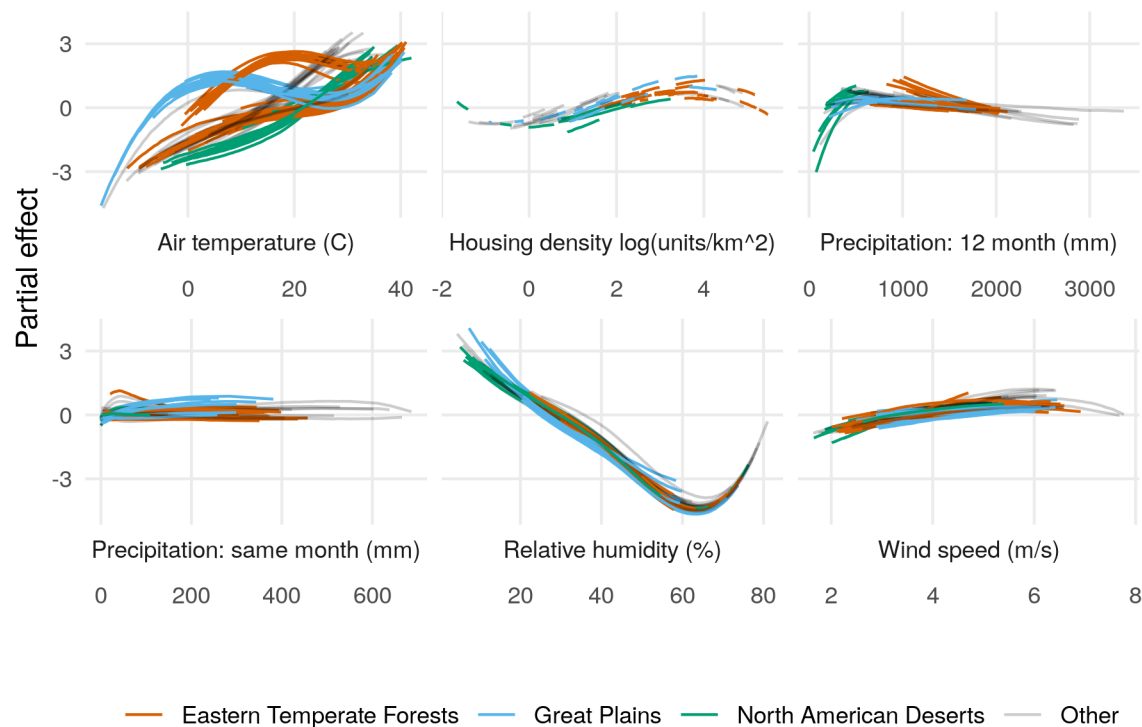 Partial effect
3
0
-3
Air temperature (C)
Housing density log(units/km^2)
Precipitation: 12 month (mm)
0
20
40
-2
0
2
4
0
1000
2000
3000
3
0
-3
Precipitation: same month (mm)
Relative humidity (%)
Wind speed (m/s)
0
200
400
600
20
40
60
80
2
4
6
8
Eastern Temperate Forests
Great Plains
North American Deserts
Other